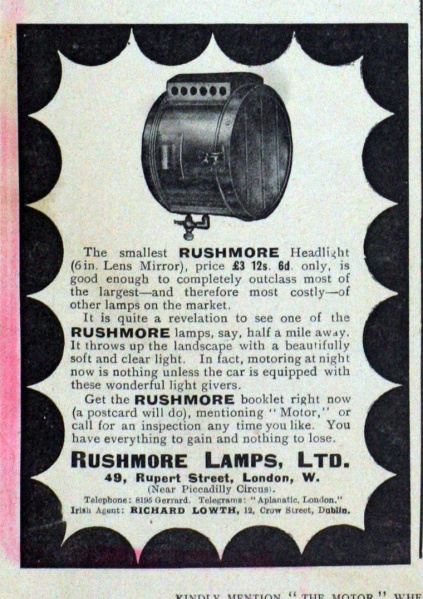 The smallest RUSHMORE Headlight
(6in. Lens Mirror), price £3 12s. 6d. only, is
good enough to completely outclass most of
the largest—and therefore most costly—of
other lamps on the market.
It is quite a revelation to see one of the
RUSHMORE lamps, say, half a mile away.
It throws up the landscape with a beautifully
soft and clear light. In fact, motoring at night
now is nothing unless the car is equipped with
these wonderful light givers.
Get the RUSHMORE booklet right now
(a postcard will do), mentioning "Motor," or
call for an inspection any time you like. You
have everything to gain and nothing to lose.
RUSHMORE LAMPS, LTD.
49, Rupert Street, London, W.
(Near Piccadilly Circus).
Telephone: 8195 Gerrard. Telegrams: "Aplanatic, London."
Irish Agent: RICHARD LOWTH, 12, Crow Street, Dublin.
KINDLY MENTION "THE MOTOR" WHE